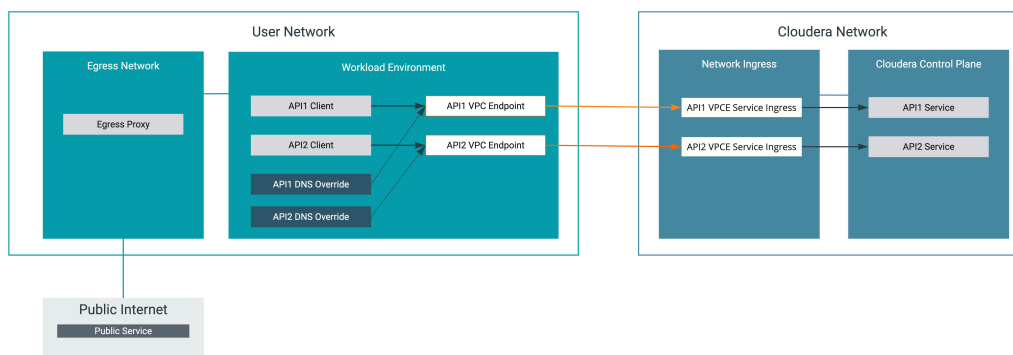 User Network
Egress Network
Egress Proxy
Workload Environment
API1 Client
API1 VPC Endpoint
API2 Client
API2 VPC Endpoint
API1 DNS Override
API2 DNS Override
Cloudera Network
Network Ingress
API1 VPCE Service Ingress
API2 VPCE Service Ingress
Cloudera Control Plane
API1 Service
API2 Service
Public Internet
Public Service